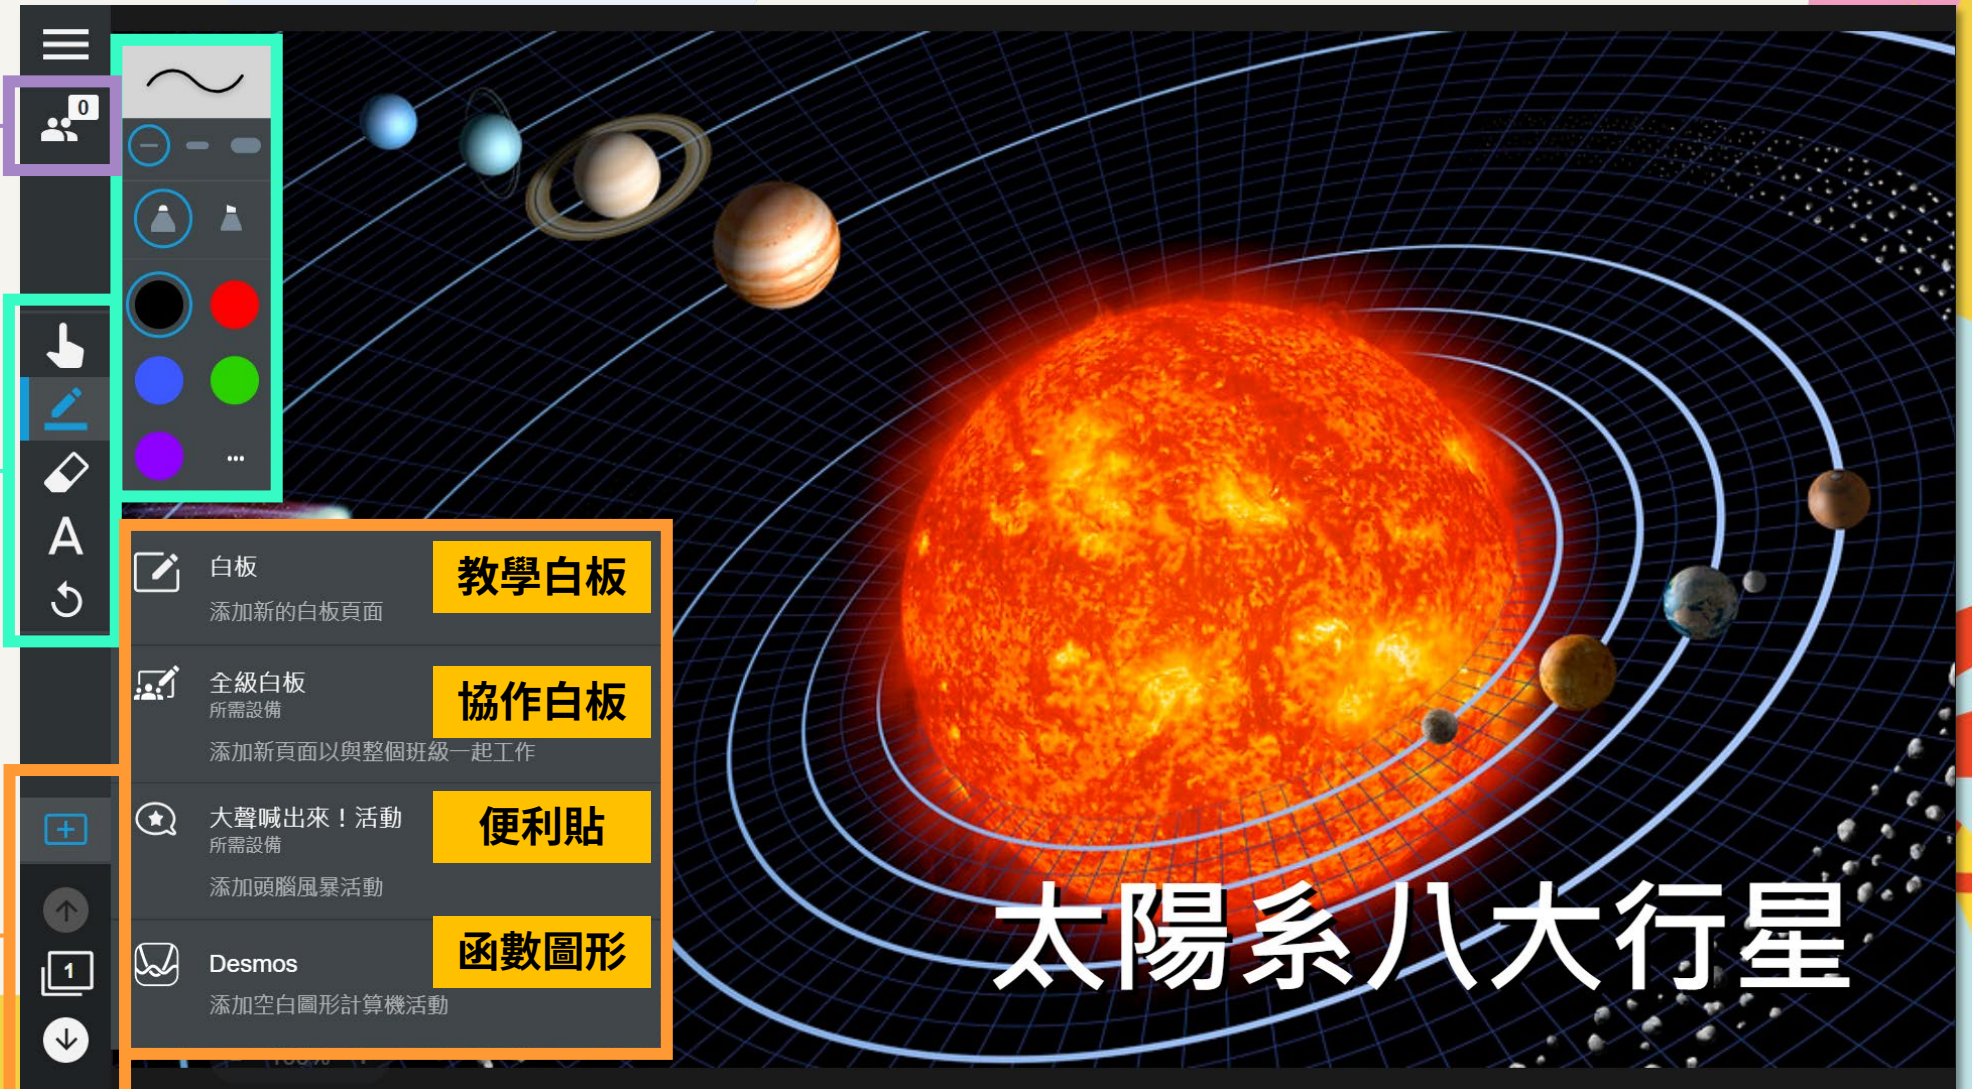 0
白板
教學白板
添加新的白板頁面
全級白板
所需設備
協作白板
添加新頁面以與整個班級一起工作
大聲喊出來！活動
所需設備
便利貼
添加頭腦風暴活動
Desmos
函數圖形
添加空白圖形計算機活動
A
1
太陽系八大行星